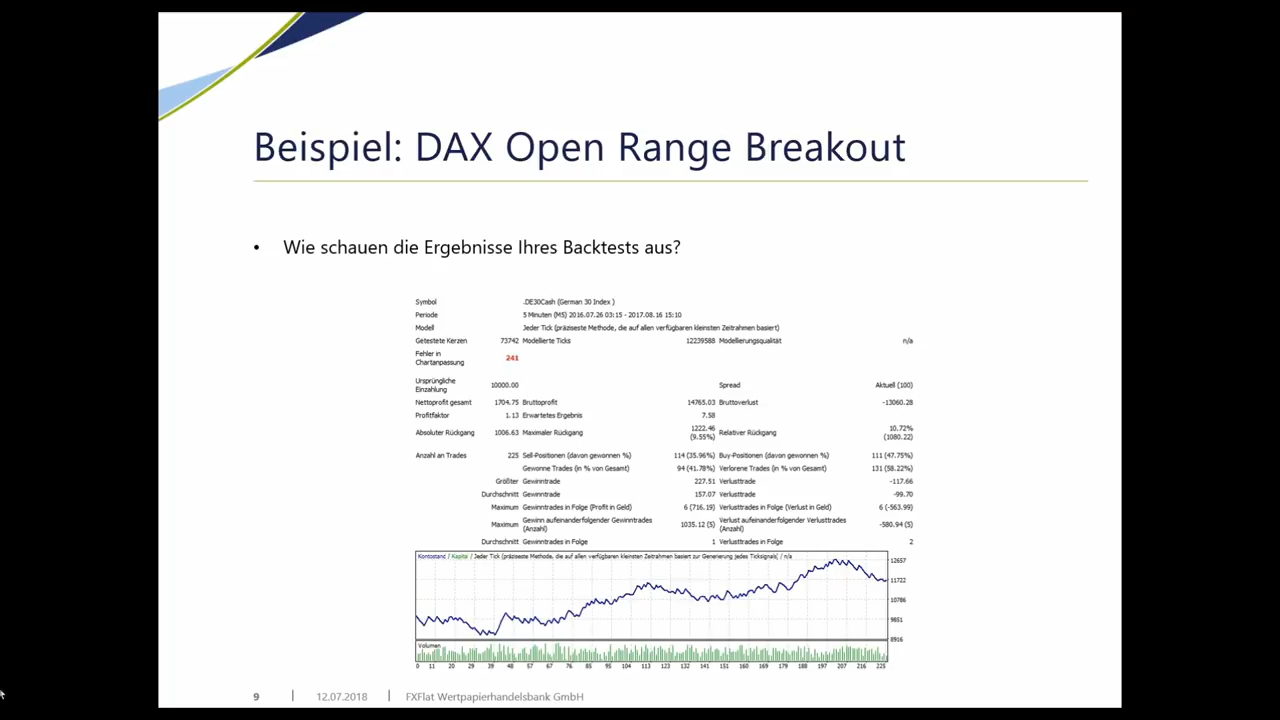 Beispiel: DAX Open Range Breakout
• Wie schauen die Ergebnisse Ihres Backtests aus?
Symbol .DE30Cash (German 30 Index )
Periode 5 Minuten (M5) 2016.07.26 03:15 - 2017.08.16 15:10
Modell Jeder Tick (präziseste Methode, die auf allen verfügbaren kleinsten Zeitrahmen basiert)
Getestete Kerzen 73742 Modellierte Ticks 12239588 Modellierungsqualität n/a
Fehler in
Chartanpassung 241
Ursprüngliche
Einzahlung 10000.00 Spread Aktuell (100)
Nettoprofit gesamt 1704.75 Bruttoprofit 14765.03 Bruttoverlust -13060.28
Profitfaktor 1.13 Erwartetes Ergebnis 7.58
Absoluter Rückgang 1006.63 Maximaler Rückgang 1222.46
(9.55%) Relativer Rückgang 10.72%
(1080.22)
Anzahl an Trades 225 Sell-Positionen (davon gewonnen %) 114 (35.96%) Buy-Positionen (davon gewonnen %) 111 (47.75%)
Gewonne Trades (in % von Gesamt) 94 (41.78%) Verlorene Trades (in % von Gesamt) 131 (58.22%)
Größter Gewinntrade 227.51 Verlusttrade -117.66
Durchschnitt Gewinntrade 157.07 Verlusttrade -99.70
Maximum Gewinntrades in Folge (Profit in Geld) 6 (716.19) Verlusttrades in Folge (Verlust in Geld) 6 (-563.99)
Maximum Gewinn aufeinanderfolgender Gewinntrades
(Anzahl) 1035.12 (5) Verlust aufeinanderfolgender Verlusttrades
(Anzahl) -580.94 (5)
Durchschnitt Gewinntrades in Folge 1 Verlusttrades in Folge 2
Kontostand / Kapital / Jeder Tick (präziseste Methode, die auf allen verfügbaren kleinsten Zeitrahmen basiert zur Generierung jedes Ticksignals) / n/a
12657
11722
10786
9851
8916
Volumen
0 11 20 29 39 48 57 67 76 85 95 104 113 123 132 141 151 160 169 179 188 197 207 216 225
9 | 12.07.2018 | FXFlat Wertpapierhandelsbank GmbH